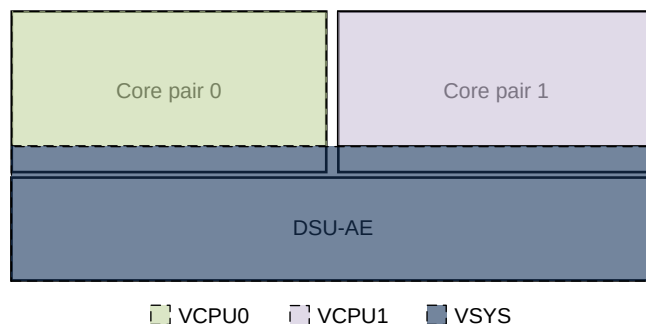 Core pair 0
Core pair 1
DSU-AE
VCPU0
VCPU1
VSYS